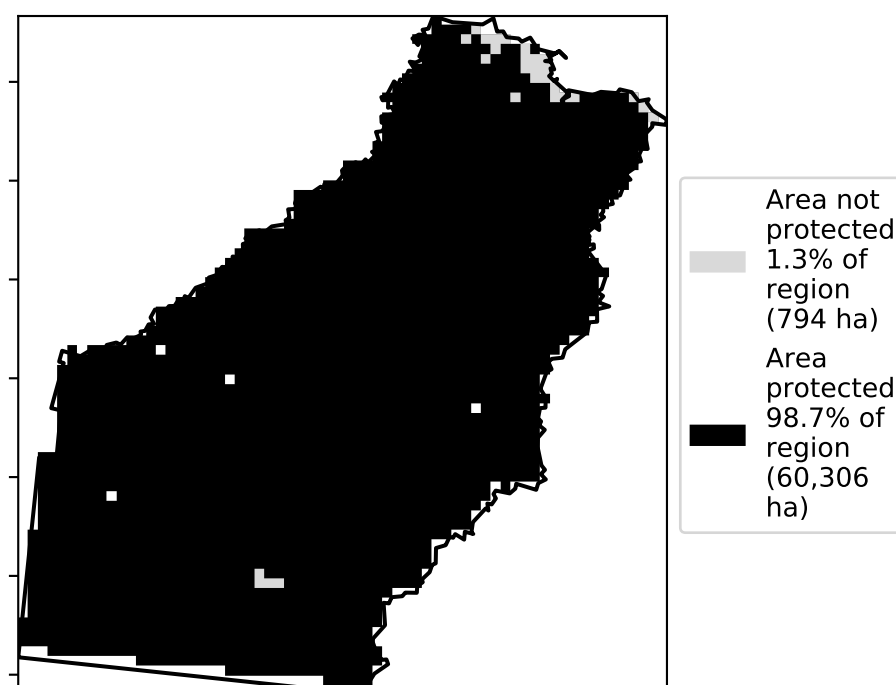 Area not
protected
1.3% of
region
(794 ha)
Area
protected
98.7% of
region
(60,306
ha)